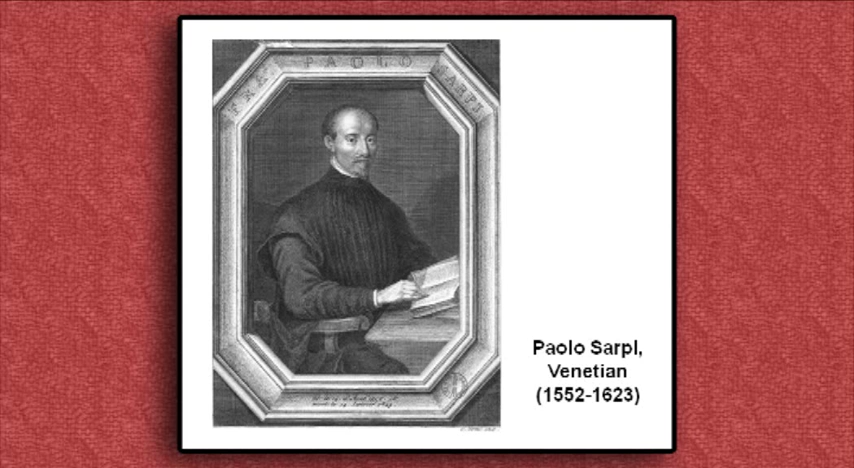 FRA PAOLO SARPI
Paolo Sarpi,
Venetian
(1552-1623)